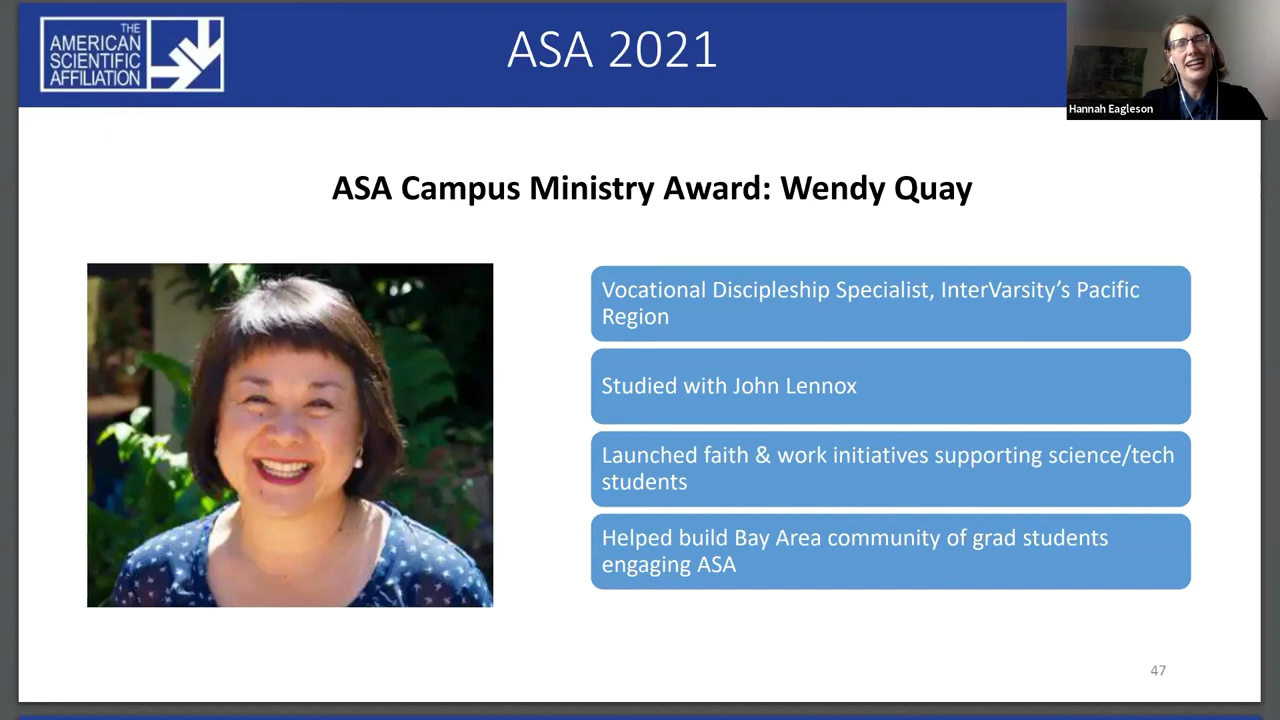 THE
AMERICAN
SCIENTIFIC
AFFILIATION
ASA 2021
Hannah Eagleson
ASA Campus Ministry Award: Wendy Quay
Vocational Discipleship Specialist, InterVarsity’s Pacific
Region
Studied with John Lennox
Launched faith & work initiatives supporting science/tech
students
Helped build Bay Area community of grad students
engaging ASA
47